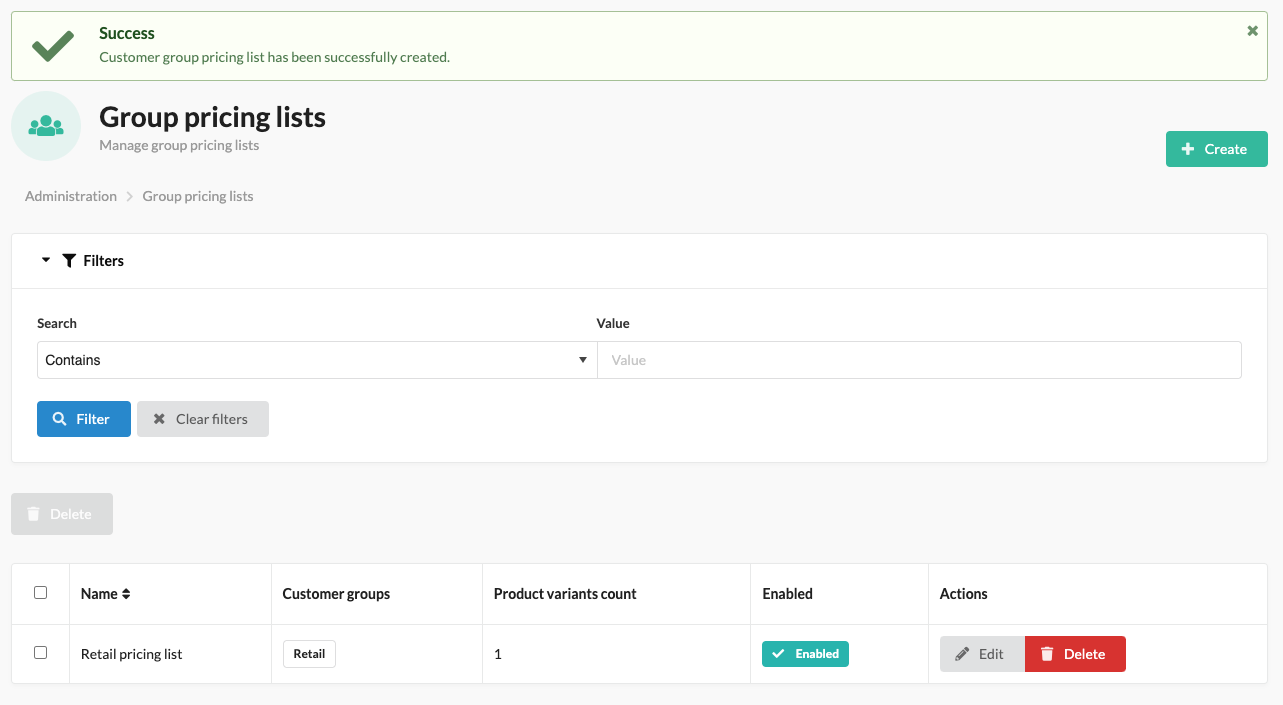 Success
Customer group pricing list has been successfully created.
Group pricing lists
Manage group pricing lists
Create
Administration Group pricing lists
Filters
Search Value
Contains Value
Filter Clear filters
Delete
Name Customer groups Product variants count Enabled Actions
Retail pricing list Retail 1 Enabled Edit Delete